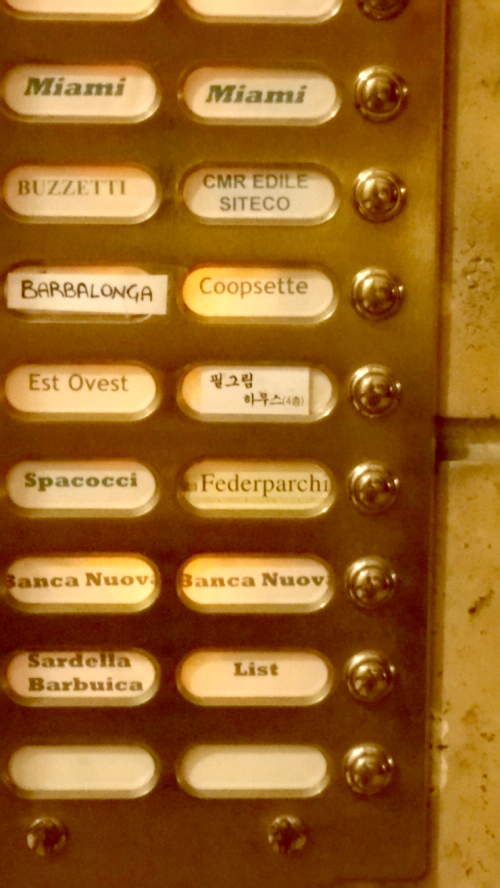 Miami
Miami
BUZZETTI
CMR EDILE
SITECO
BARBALONGA
Coopsette
Est Ovest
필그림
하우스(4층)
Spacocci
Federparchi
Banca Nuova
Banca Nuov
Sardella
Barbuica
List